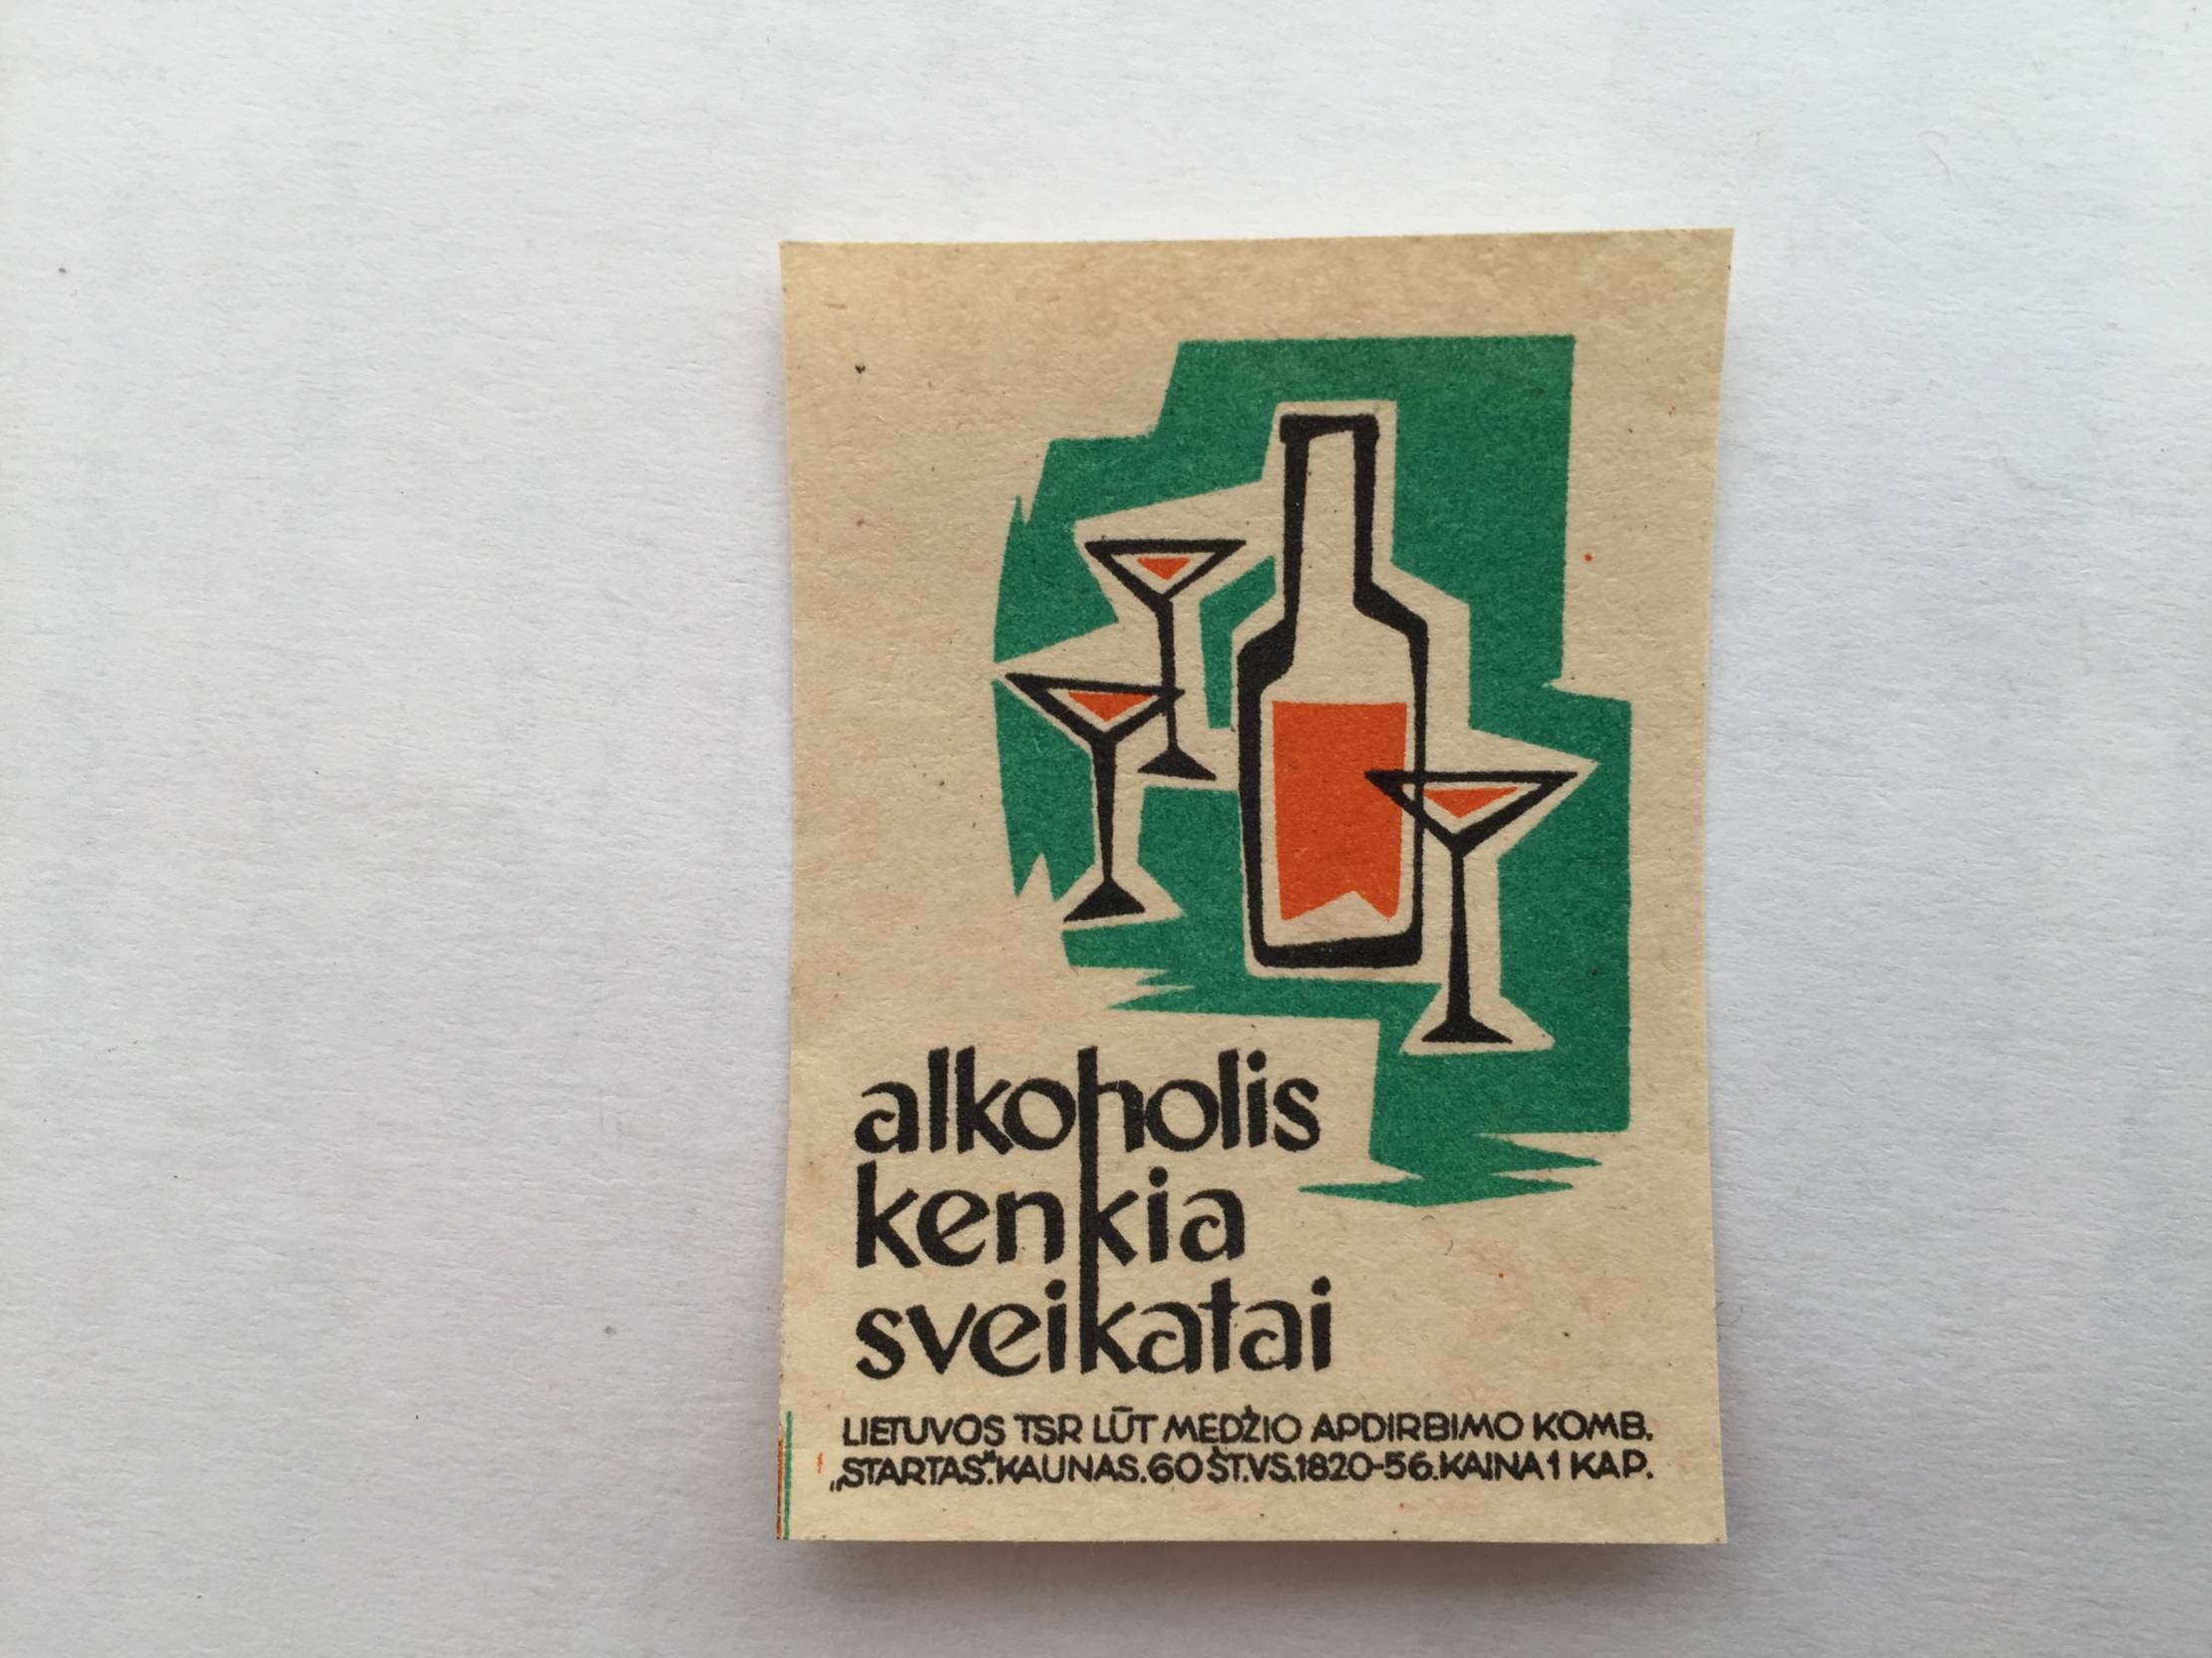 alkoholis
kenkia
sveikatai
LIETUVOS TSR LŪT MEDŽIO APDIRBIMO KOMB.
„STARTAS“. KAUNAS. 60 ŠT. VS. 1820-56. KAINA 1 KAP.